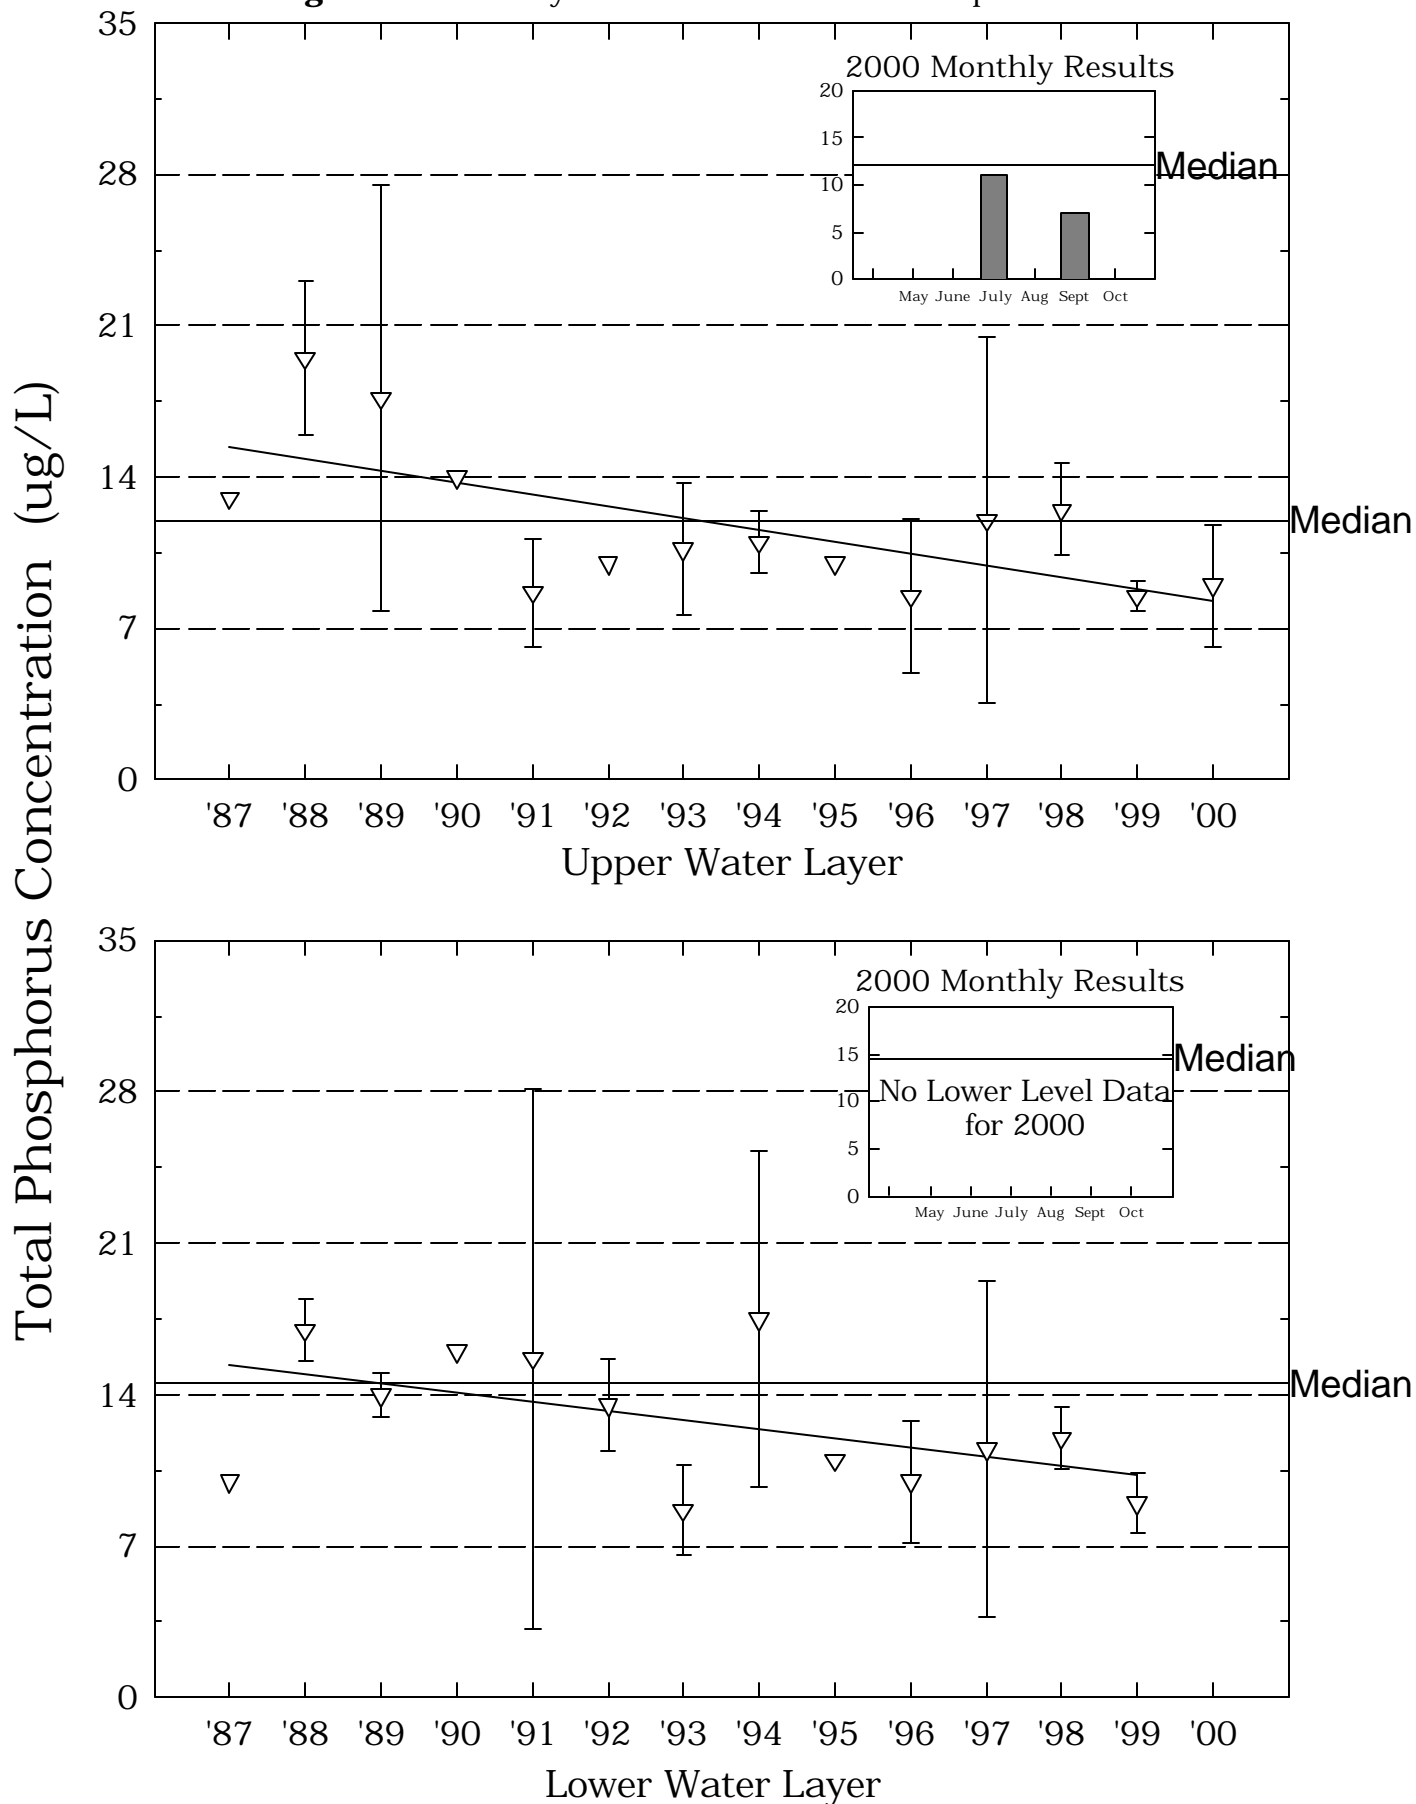 2000 Monthly Results
20
15
10
5
0
Median
May June July Aug Sept Oct
35
28
21
14
7
0
Median
'87 '88 '89 '90 '91 '92 '93 '94 '95 '96 '97 '98 '99 '00
Upper Water Layer
Total Phosphorus Concentration (ug/L)
2000 Monthly Results
20
15
10
5
0
Median
No Lower Level Data
for 2000
May June July Aug Sept Oct
35
28
21
14
7
0
Median
'87 '88 '89 '90 '91 '92 '93 '94 '95 '96 '97 '98 '99 '00
Lower Water Layer